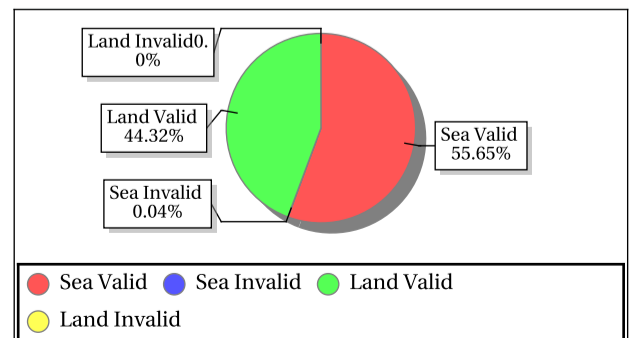 Land Invalid0.
0%
Land Valid
44.32%
Sea Valid
55.65%
Sea Invalid
0.04%
Sea Valid Sea Invalid Land Valid
Land Invalid